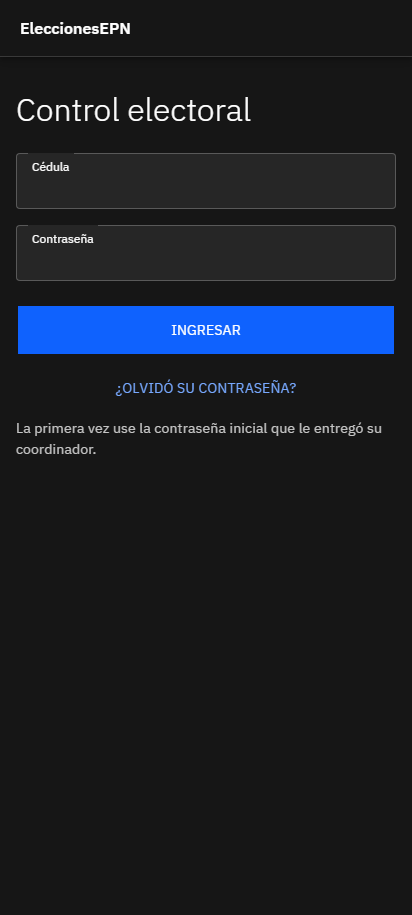 EleccionesEPN
Control electoral
Cédula
Contraseña
INGRESAR
¿OLVIDÓ SU CONTRASEÑA?
La primera vez use la contraseña inicial que le entregó su
coordinador.